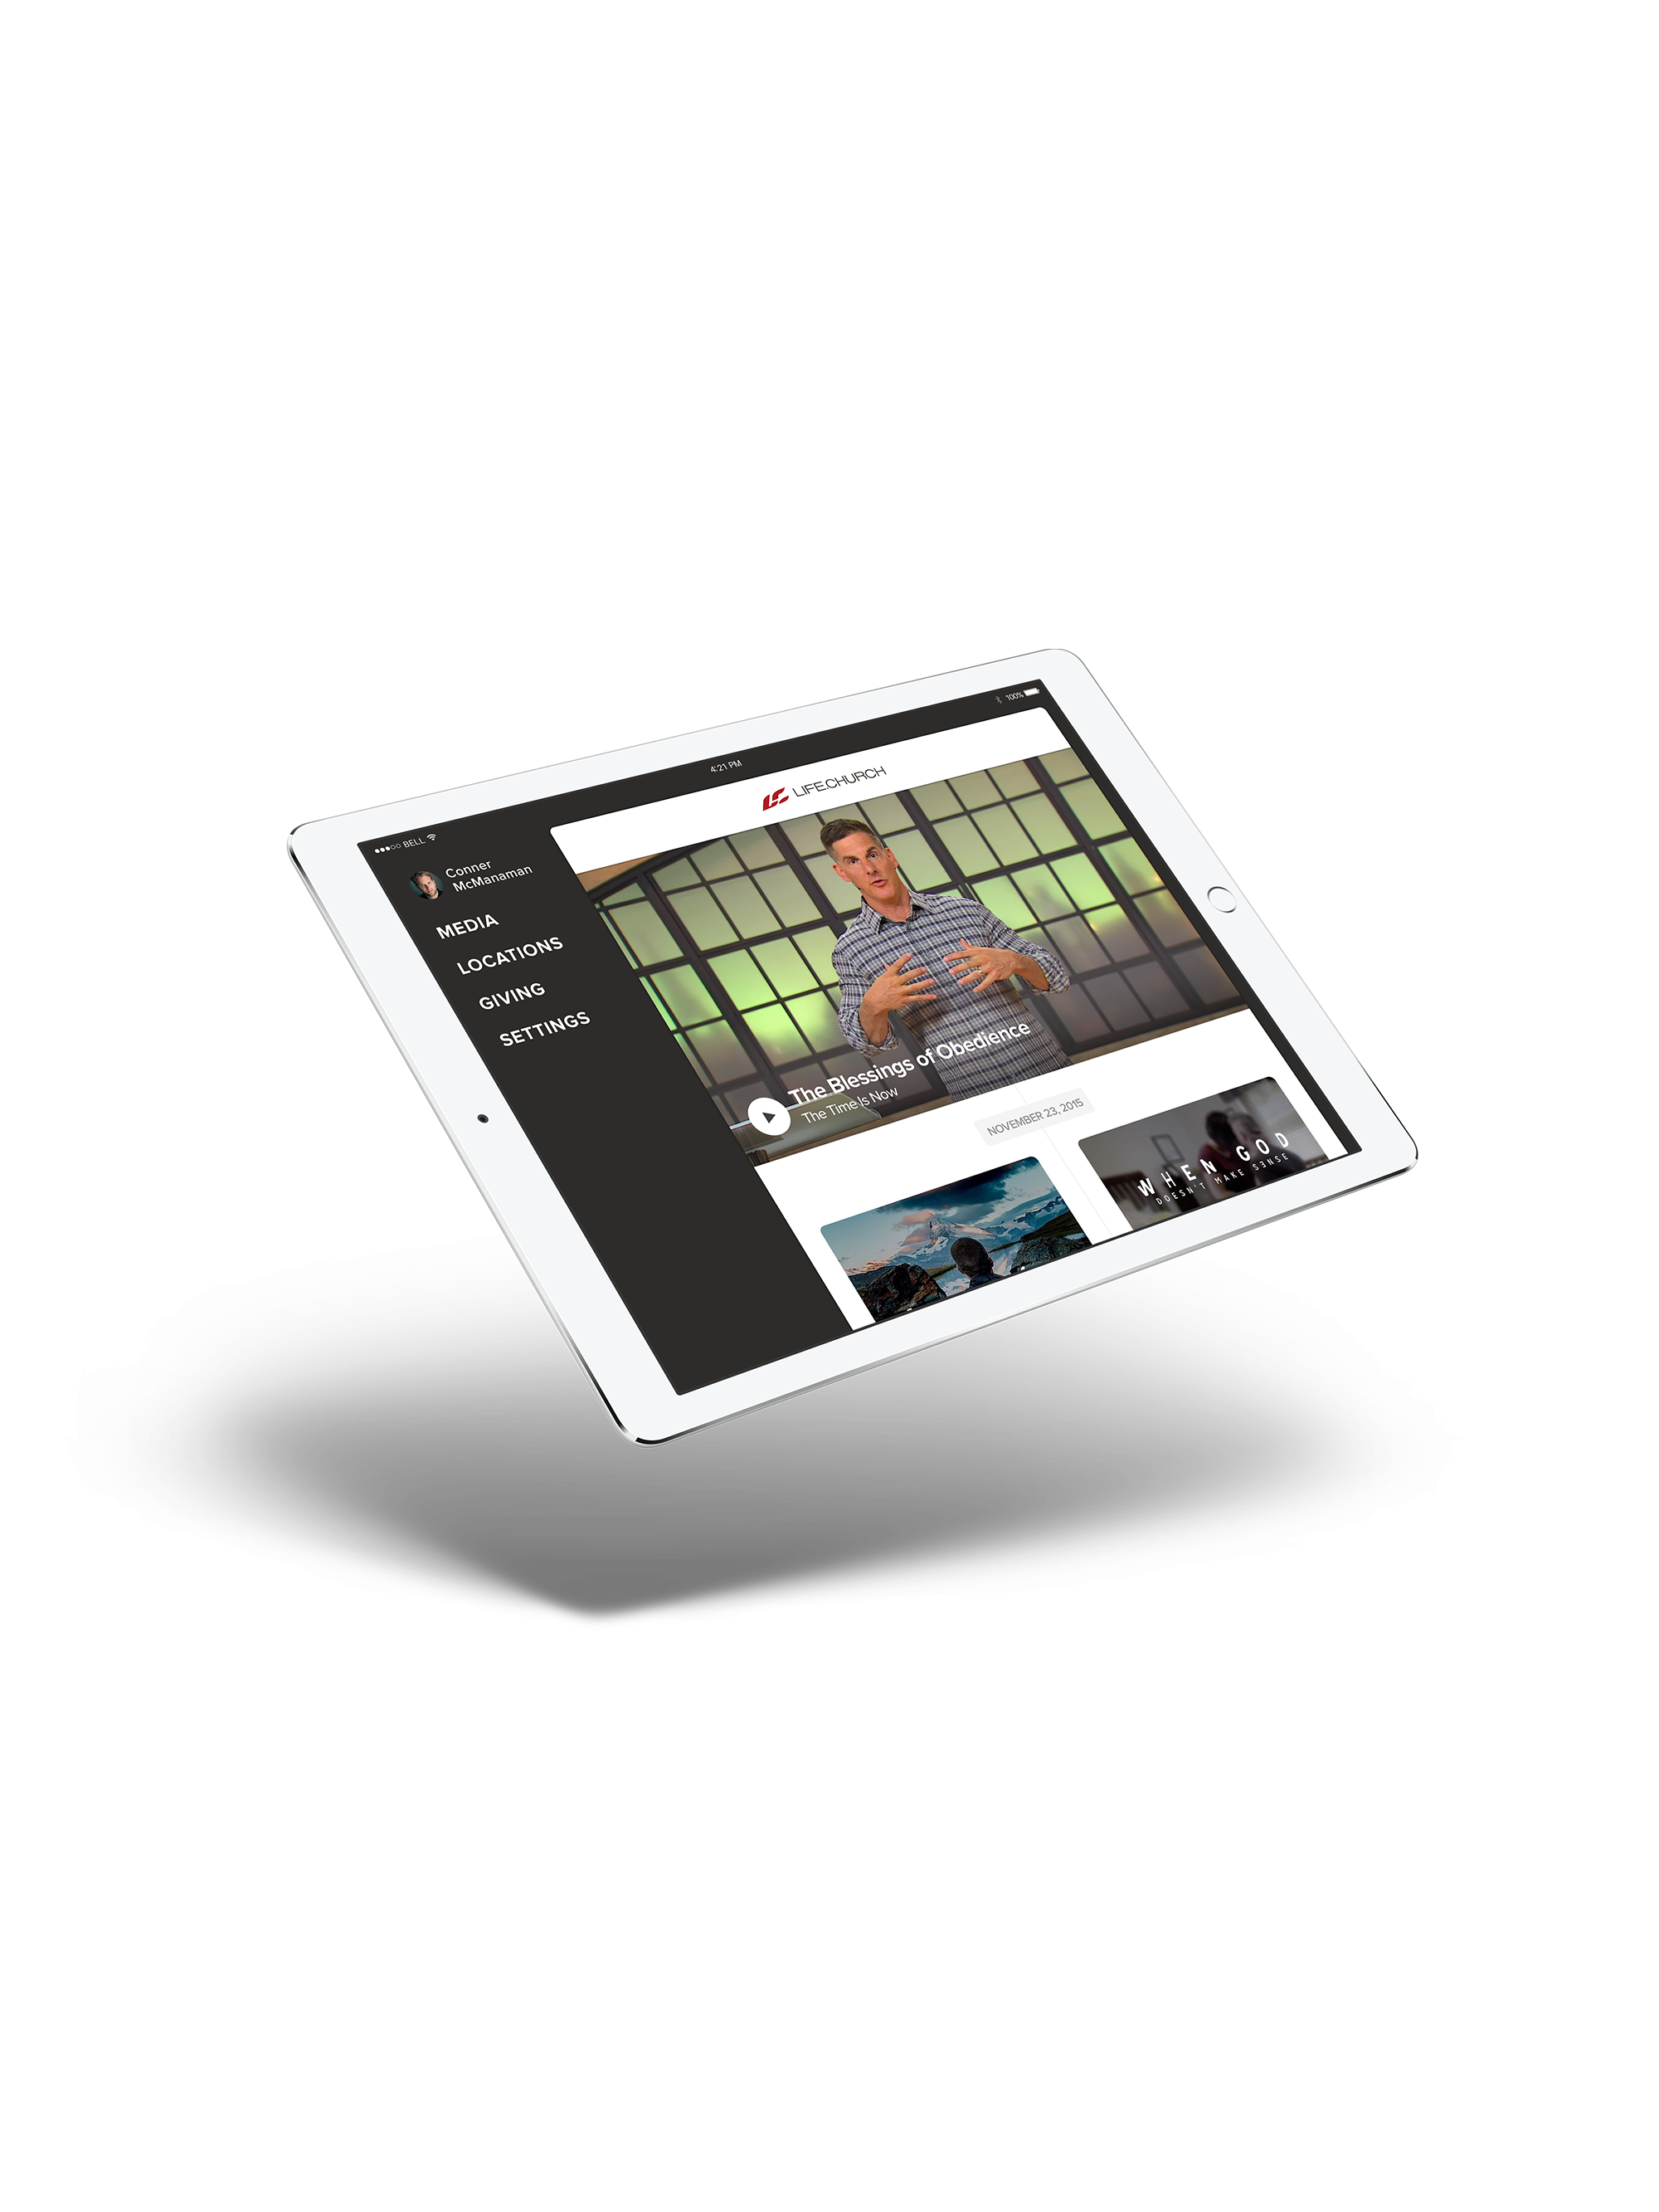 BELL
4:21 PM
100%
Conner
McManaman
MEDIA
LOCATIONS
GIVING
SETTINGS
LIFE.CHURCH
The Blessings of Obedience
The Time Is Now
NOVEMBER 23, 2015
WHEN GOD
DOESN'T MAKE SENSE